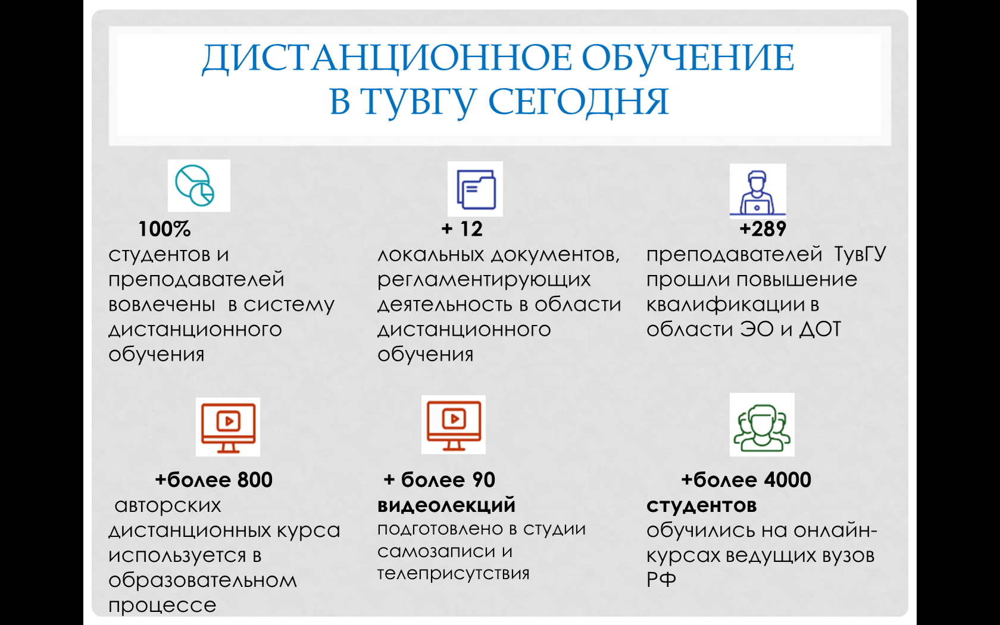 ДИСТАНЦИОННОЕ ОБУЧЕНИЕ
В ТУВГУ СЕГОДНЯ
100%
студентов и
преподавателей
вовлечены в систему
дистанционного
обучения
+ 12
локальных документов,
регламентирующих
деятельность в области
дистанционного
обучения
+289
преподавателей ТувГУ
прошли повышение
квалификации в
области ЭО и ДОТ
+более 800
авторских
дистанционных курса
используется в
образовательном
процессе
+ более 90
видеолекций
подготовлено в студии
самозаписи и
телеприсутствия
+более 4000
студентов
обучились на онлайн-
курсах ведущих вузов
РФ